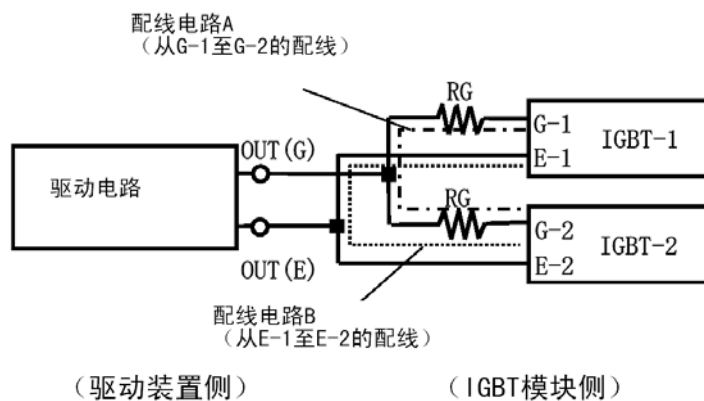 配线电路A
（从G-1至G-2的配线）
RG
G-1
IGBT-1
E-1
OUT(G)
驱动电路
RG
G-2
IGBT-2
E-2
OUT(E)
配线电路B
（从E-1至E-2的配线）
（驱动装置侧）
（IGBT模块侧）